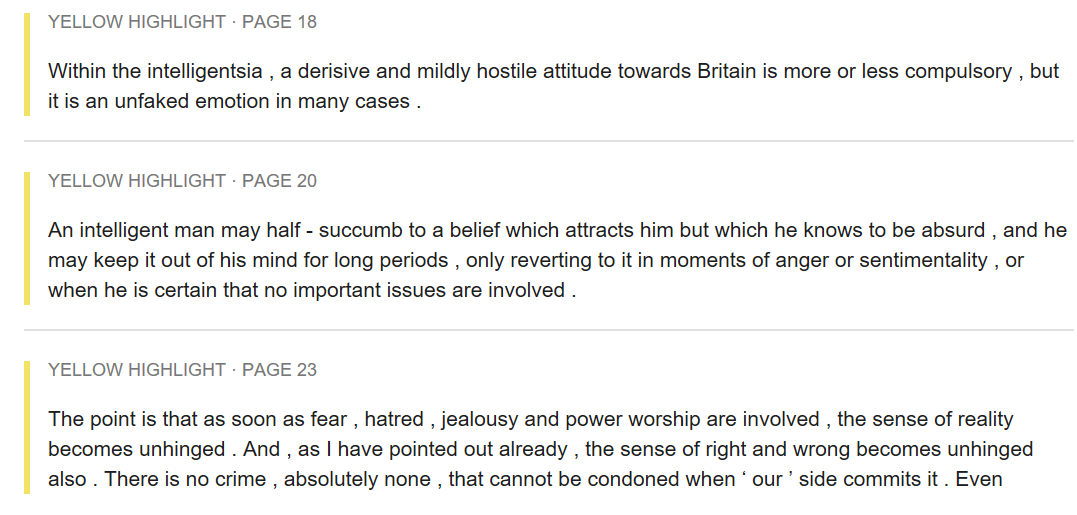 YELLOW HIGHLIGHT · PAGE 18
Within the intelligentsia , a derisive and mildly hostile attitude towards Britain is more or less compulsory , but
it is an unfaked emotion in many cases .
YELLOW HIGHLIGHT · PAGE 20
An intelligent man may half - succumb to a belief which attracts him but which he knows to be absurd , and he
may keep it out of his mind for long periods , only reverting to it in moments of anger or sentimentality , or
when he is certain that no important issues are involved .
YELLOW HIGHLIGHT · PAGE 23
The point is that as soon as fear , hatred , jealousy and power worship are involved , the sense of reality
becomes unhinged . And , as I have pointed out already , the sense of right and wrong becomes unhinged
also . There is no crime , absolutely none , that cannot be condoned when ‘ our ’ side commits it . Even